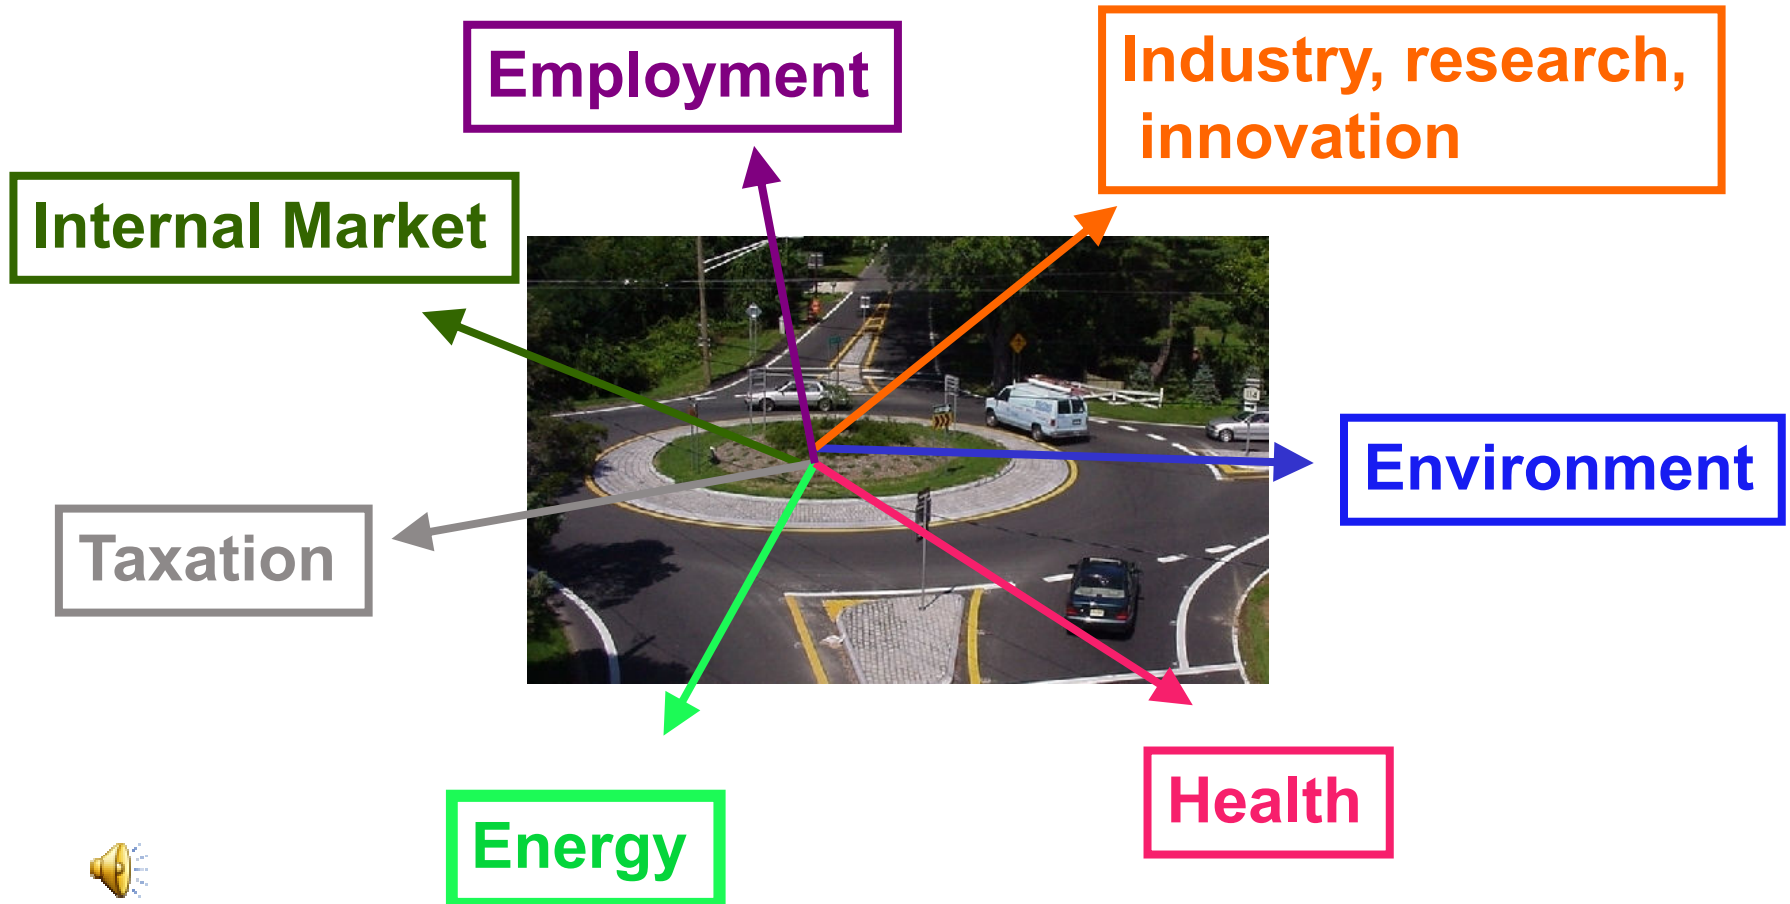 Employment
Industry, research,
innovation
Internal Market
Environment
Taxation
Health
Energy